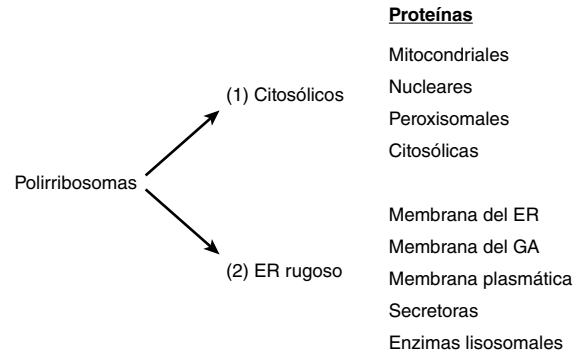 Proteínas
Mitocondriales
(1) Citosólicos
Nucleares
Peroxisomales
Citosólicas
Polirribosomas
Membrana del ER
Membrana del GA
(2) ER rugoso
Membrana plasmática
Secretoras
Enzimas lisosomales